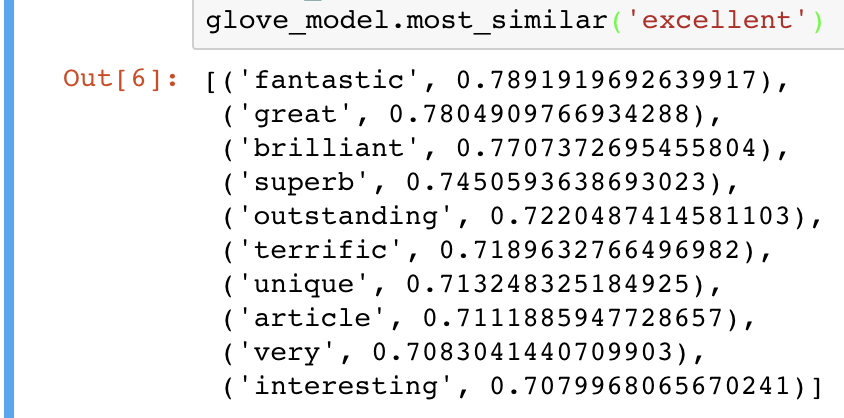 glove_model.most_similar('excellent')
Out[6]: [('fantastic', 0.7891919692639917),
('great', 0.7804909766934288),
('brilliant', 0.7707372695455804),
('superb', 0.7450593638693023),
('outstanding', 0.7220487414581103),
('terrific', 0.7189632766496982),
('unique', 0.713248325184925),
('article', 0.7111885947728657),
('very', 0.7083041440709903),
('interesting', 0.7079968065670241)]